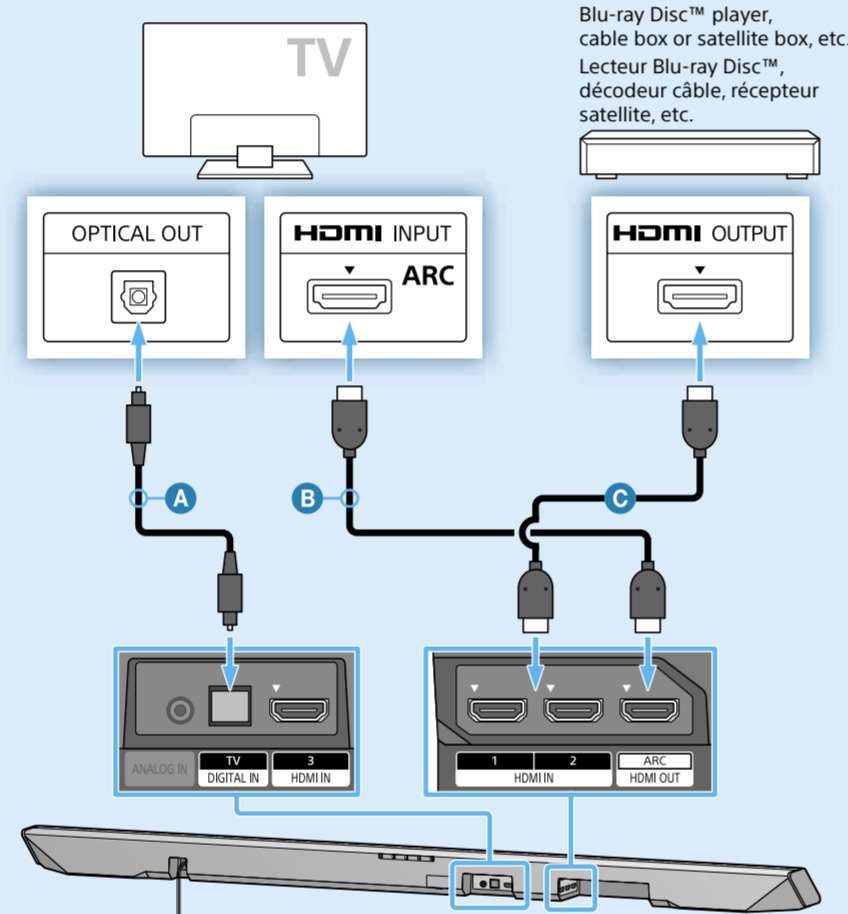 Blu-ray Disc™ player,
cable box or satellite box, etc.
Lecteur Blu-ray Disc™,
décodeur câble, récepteur
satellite, etc.
TV
OPTICAL OUT
HDMI INPUT
ARC
HDMI OUTPUT
A
B
C
ANALOG IN
TV
DIGITAL IN
3
HDMI IN
1
2
HDMI IN
ARC
HDMI OUT